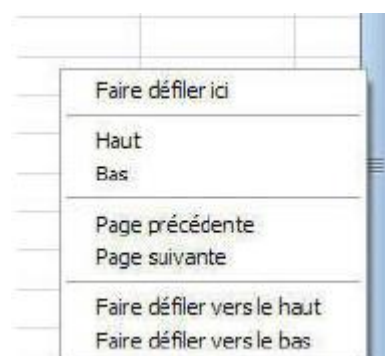 Faire défiler ici
Haut
Bas
Page précédente
Page suivante
Faire défiler vers le haut
Faire défiler vers le bas